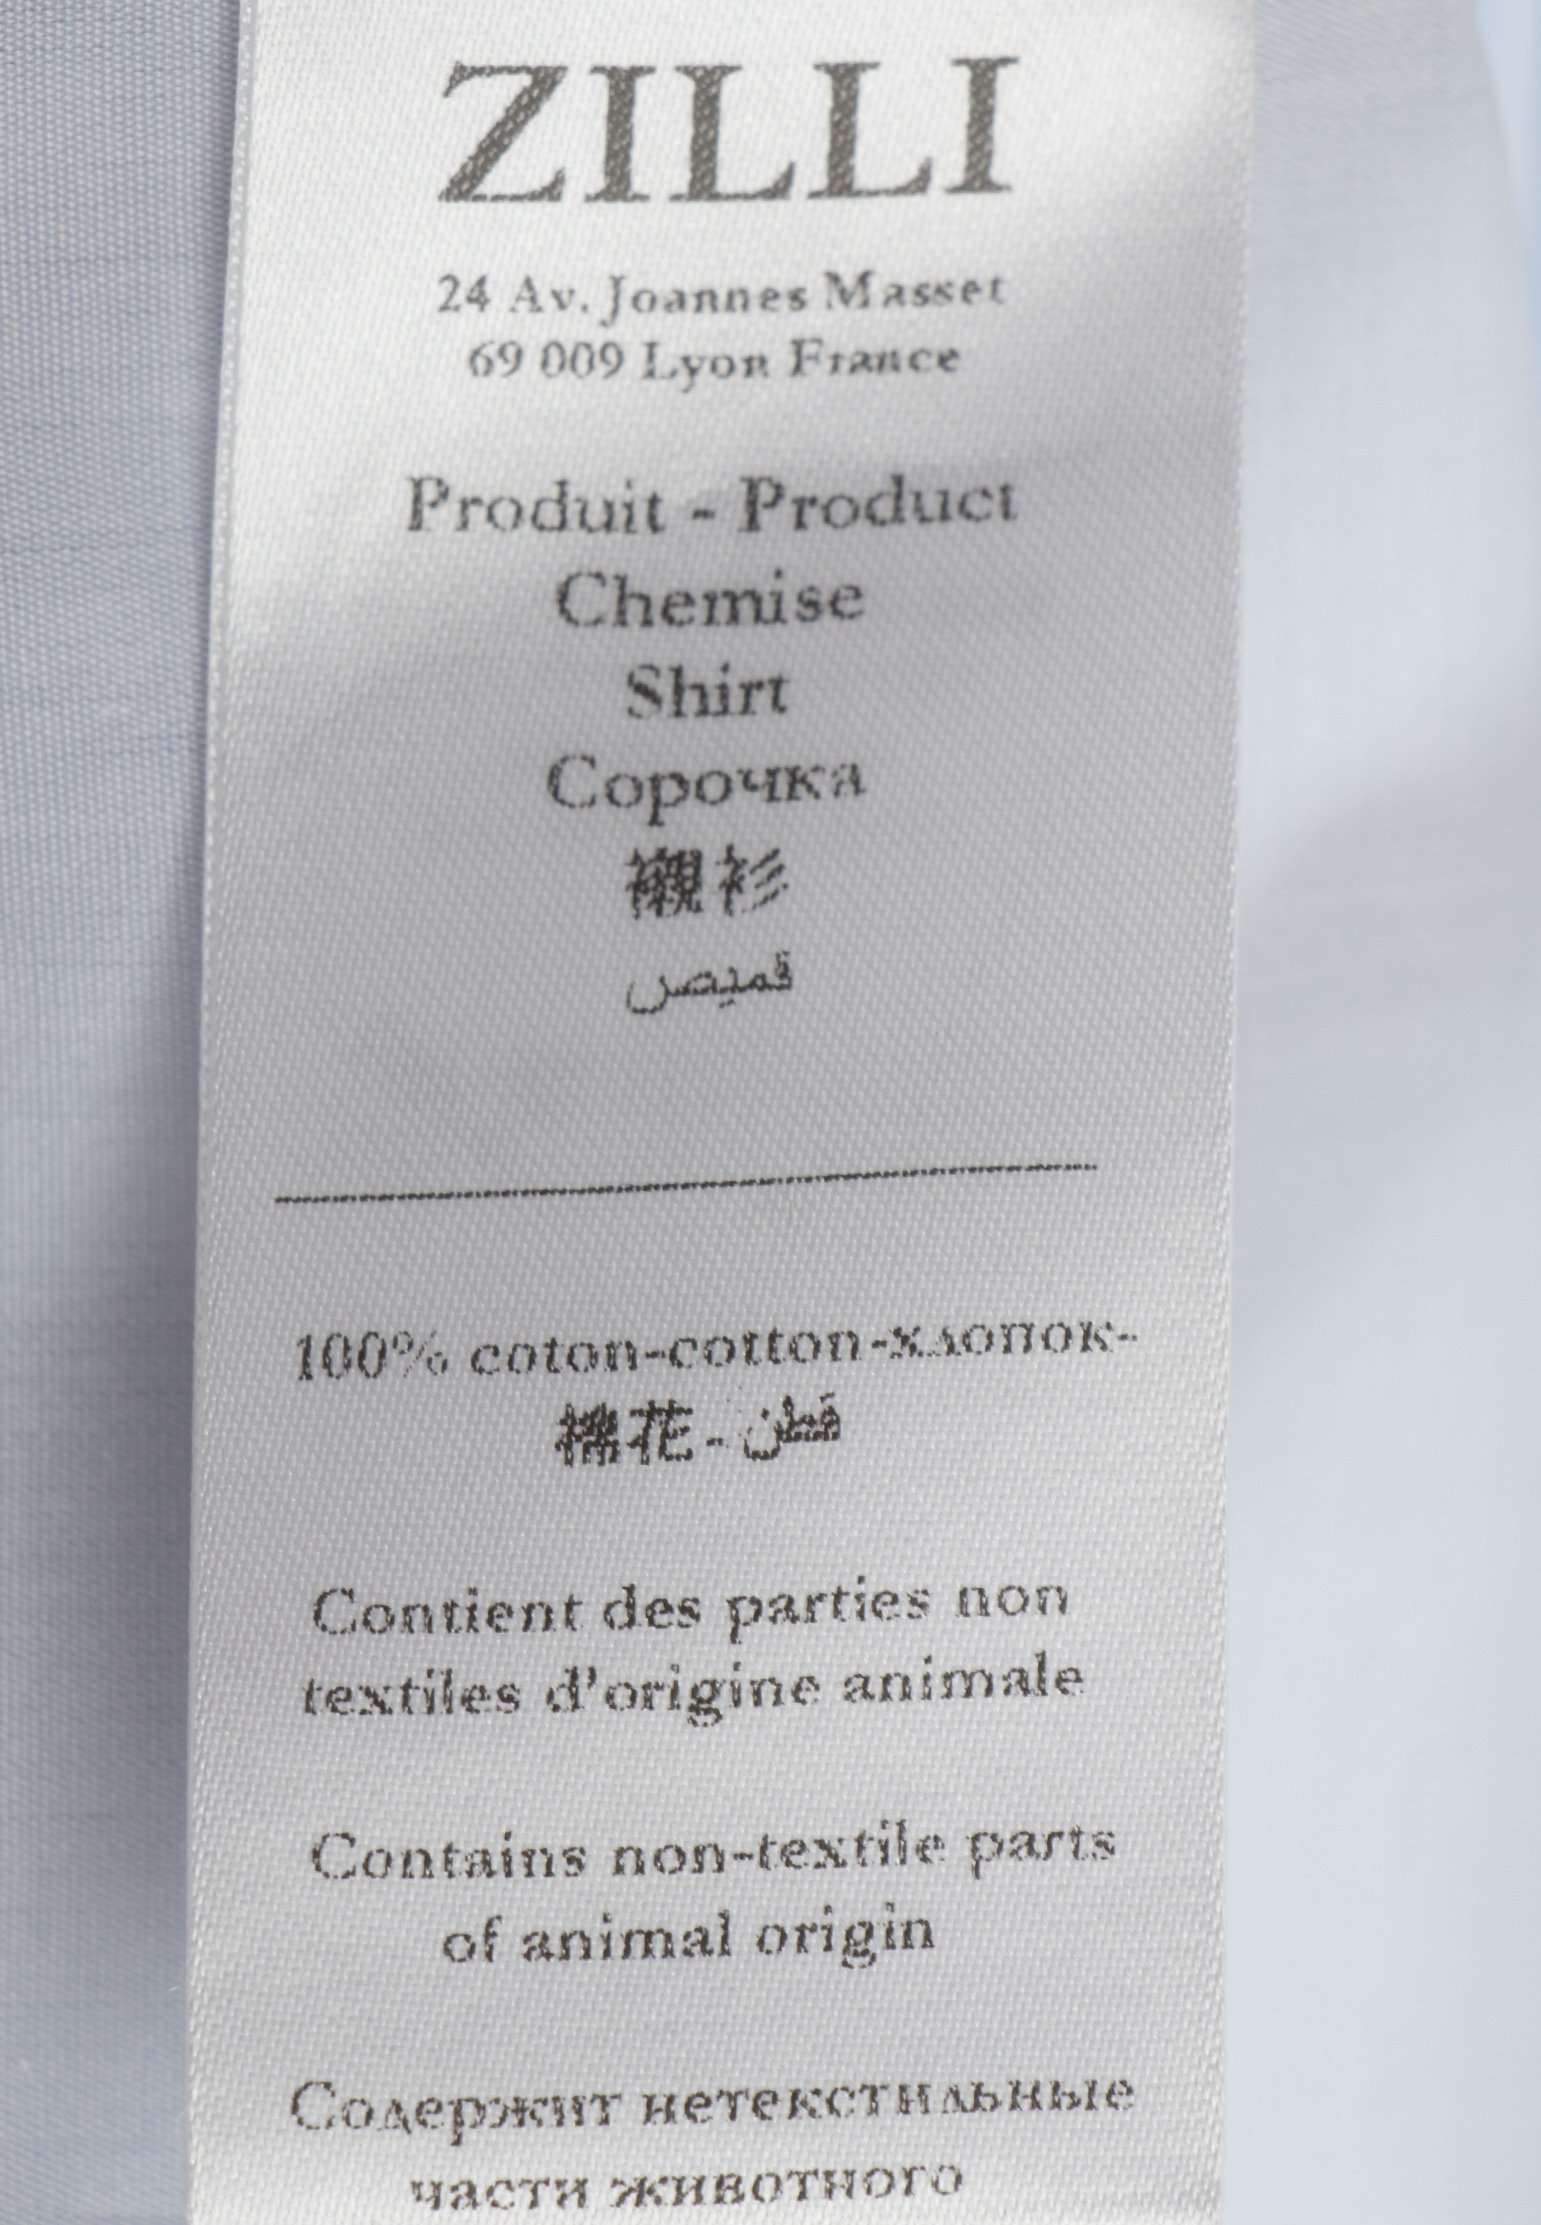 ZILLI
24 Av. Joannes Masset
69 009 Lyon France
Produit - Product
Chemise
Shirt
Сорочка
襯衫
قميص
100% coton-cotton-хлопок-
棉花-قطن
Contient des parties non
textiles d'origine animale
Contains non-textile parts
of animal origin
Содержит нетекстильные
части животного